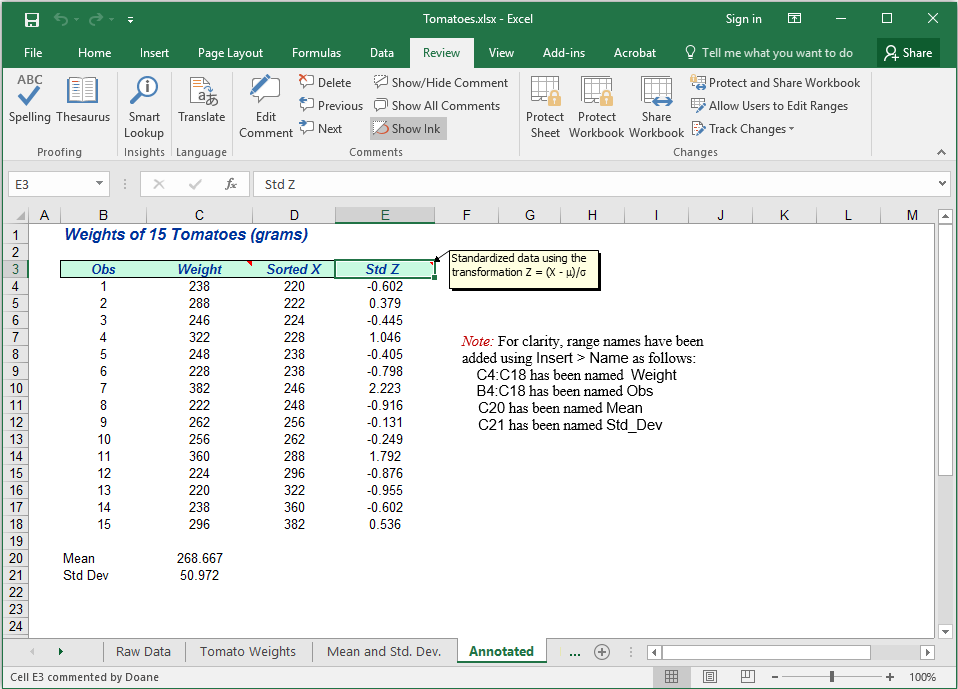 Tomatoes.xlsx - Excel
Sign in
File Home Insert Page Layout Formulas Data Review View Add-ins Acrobat Tell me what you want to do Share
ABC
Spelling Thesaurus
Proofing
Smart
Lookup
Insights
Translate
Language
Edit
Comment
Delete
Previous
Next
Show/Hide Comment
Show All Comments
Show Ink
Comments
Protect
Sheet
Protect
Workbook
Share
Workbook
Protect and Share Workbook
Allow Users to Edit Ranges
Track Changes
Changes
E3 fx Std Z
A B C D E F G H I J K L M
1 Weights of 15 Tomatoes (grams)
2
3 Obs Weight Sorted X Std Z
4 1 238 220 -0.602
5 2 288 222 0.379
6 3 246 224 -0.445
7 4 322 228 1.046
8 5 248 238 -0.405
9 6 228 238 -0.798
10 7 382 246 2.223
11 8 222 248 -0.916
12 9 262 256 -0.131
13 10 256 262 -0.249
14 11 360 288 1.792
15 12 224 296 -0.876
16 13 220 322 -0.955
17 14 238 360 -0.602
18 15 296 382 0.536
19
20 Mean 268.667
21 Std Dev 50.972
22
23
24
Standardized data using the
transformation Z = (X - μ)/σ
Note: For clarity, range names have been
added using Insert > Name as follows:
C4:C18 has been named Weight
B4:C18 has been named Obs
C20 has been named Mean
C21 has been named Std_Dev
Raw Data Tomato Weights Mean and Std. Dev. Annotated ...
Cell E3 commented by Doane
100%